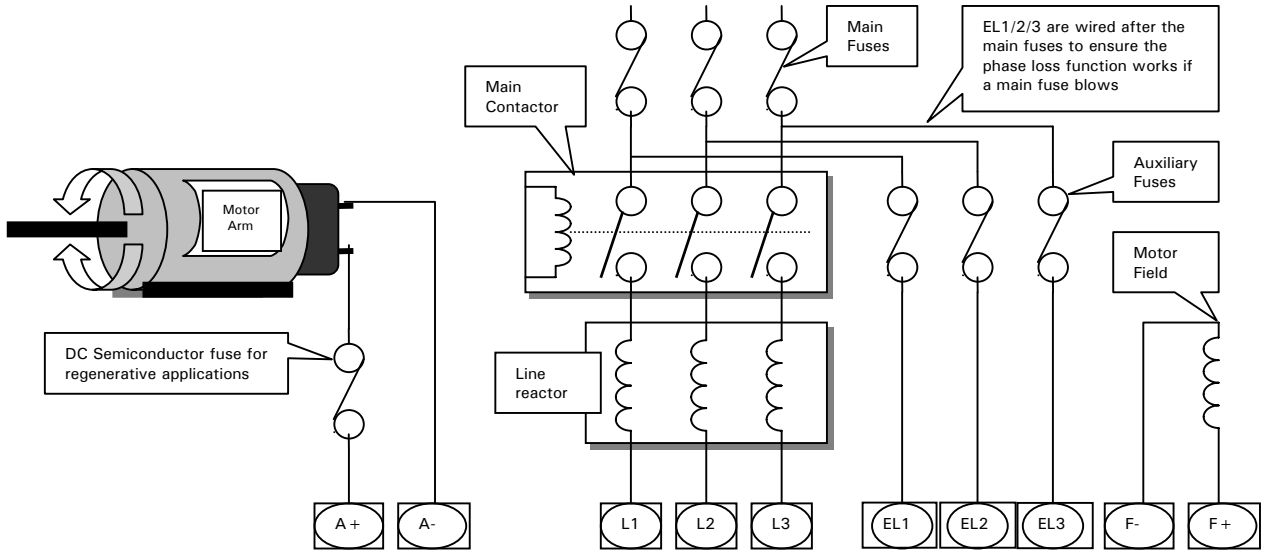 Main
Fuses
EL1/2/3 are wired after the
main fuses to ensure the
phase loss function works if
a main fuse blows
Main
Contactor
Auxiliary
Fuses
Motor
Arm
Motor
Field
DC Semiconductor fuse for
regenerative applications
Line
reactor
A+
A-
L1
L2
L3
EL1
EL2
EL3
F-
F+